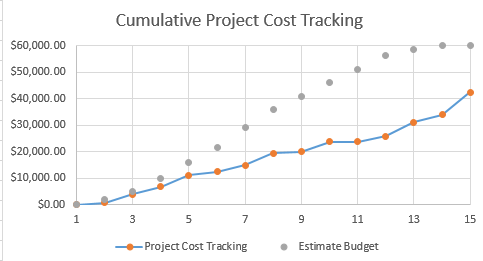 Cumulative Project Cost Tracking
$60,000.00
$50,000.00
$40,000.00
$30,000.00
$20,000.00
$10,000.00
$0.00
1 3 5 7 9 11 13 15
Project Cost Tracking Estimate Budget